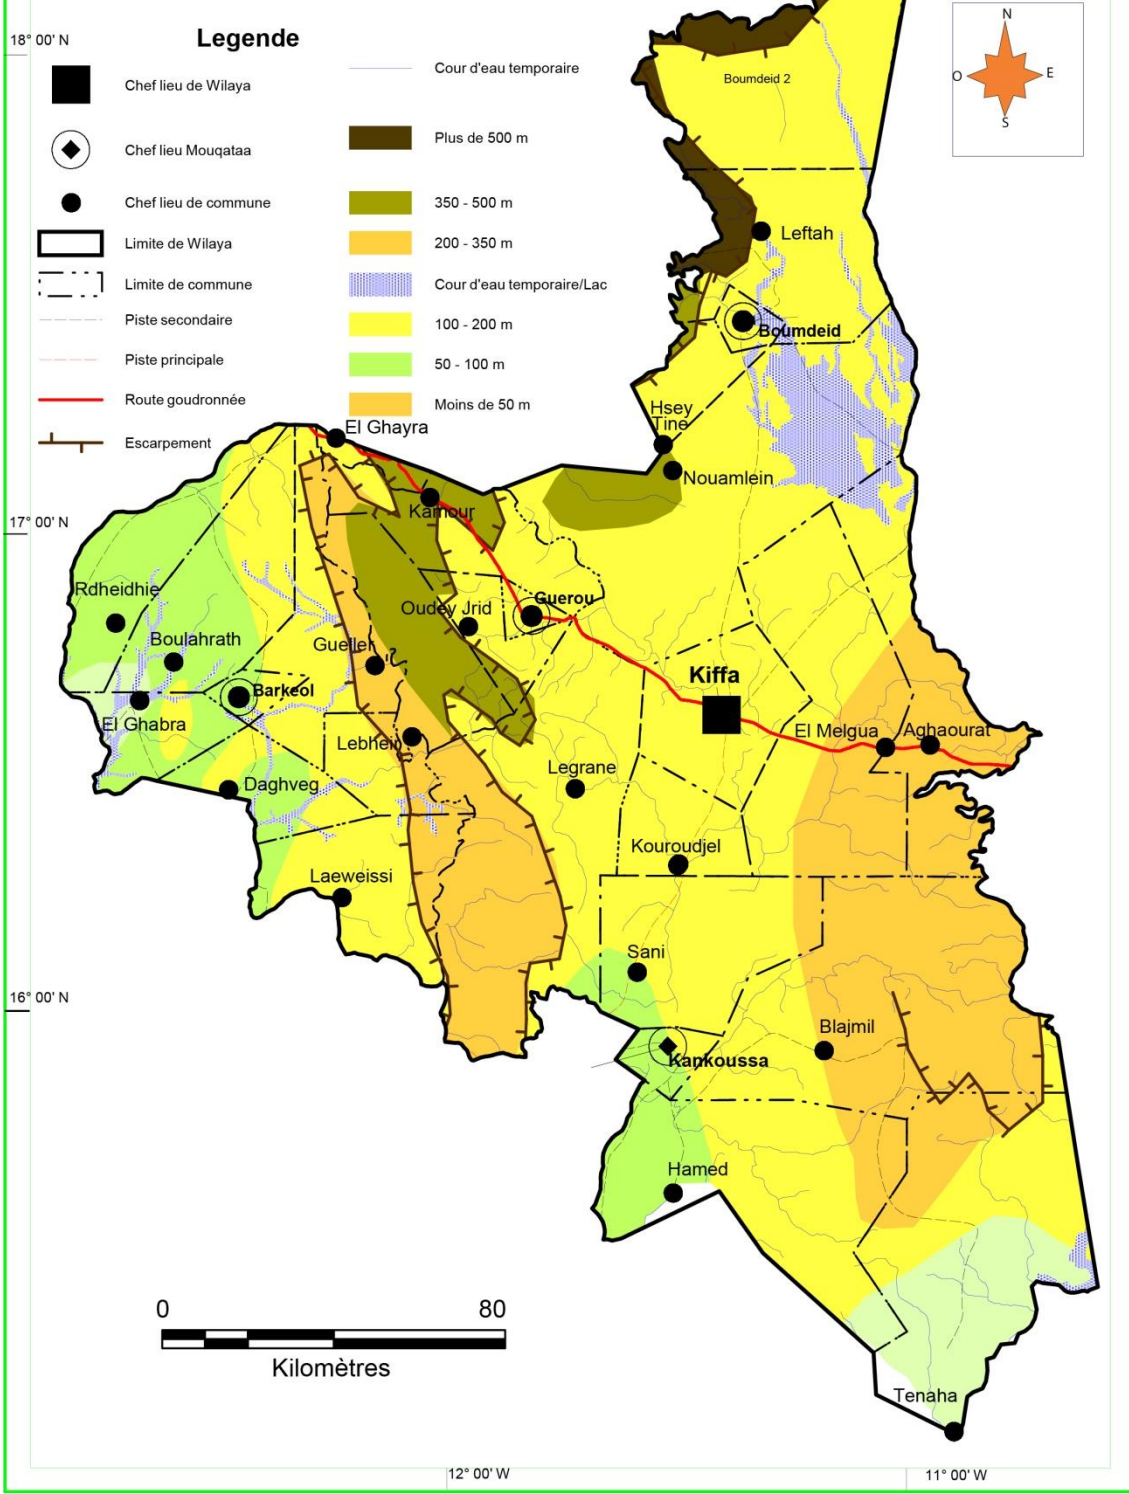 18° 00' N
Legende
Chef lieu de Wilaya
Chef lieu Mouqataa
Chef lieu de commune
Limite de Wilaya
Limite de commune
Piste secondaire
Piste principale
Route goudronnée
Escarpement
Cour d'eau temporaire
Plus de 500 m
350 - 500 m
200 - 350 m
Cour d'eau temporaire/Lac
100 - 200 m
50 - 100 m
Moins de 50 m
N
O
E
S
Boumdeid 2
Leftah
Boumdeid
Hsey
Tine
Nouamlein
El Ghayra
Kamour
17° 00' N
Rdheidhie
Boulahrath
Oudey Jrid
Guerou
Gueller
Kiffa
Barkeol
El Ghabra
El Melgua
Aghaourat
Lebheir
Legrane
Daghveg
Kouroudjel
Laeweissi
Sani
16° 00' N
Blajmil
Kankoussa
Hamed
0
80
Kilomètres
Tenaha
12° 00' W
11° 00' W